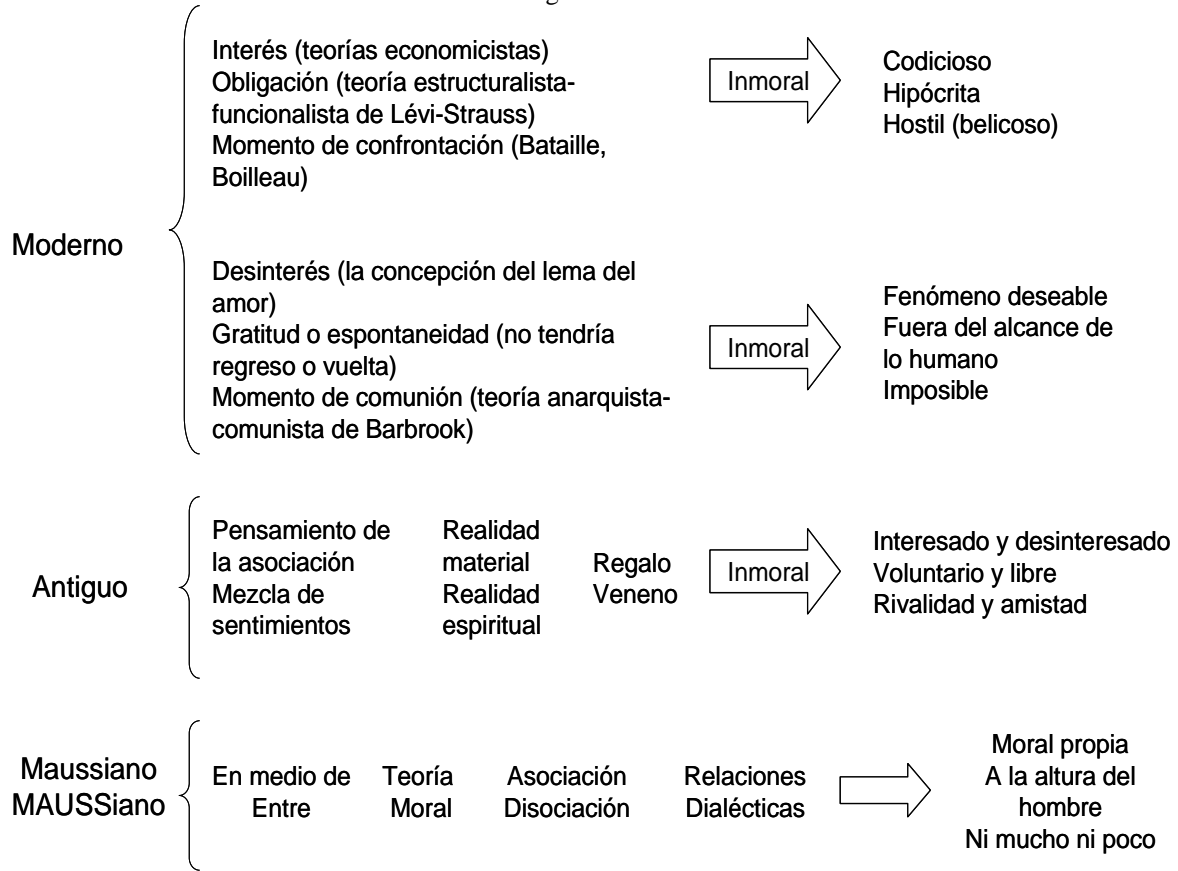 Interés (teorías economicistas)
Obligación (teoría estructuralista-
funcionalista de Lévi-Strauss)
Momento de confrontación (Bataille,
Boilleau)
Inmoral
Codicioso
Hipócrita
Hostil (belicoso)
Moderno
Desinterés (la concepción del lema del
amor)
Gratitud o espontaneidad (no tendría
regreso o vuelta)
Momento de comunión (teoría anarquista-
comunista de Barbrook)
Inmoral
Fenómeno deseable
Fuera del alcance de
lo humano
Imposible
Antiguo
Pensamiento de
la asociación
Mezcla de
sentimientos
Realidad
material
Realidad
espiritual
Regalo
Veneno
Inmoral
Interesado y desinteresado
Voluntario y libre
Rivalidad y amistad
Maussiano
MAUSSiano
En medio de
Entre
Teoría
Moral
Asociación
Disociación
Relaciones
Dialécticas
Moral propia
A la altura del
hombre
Ni mucho ni poco